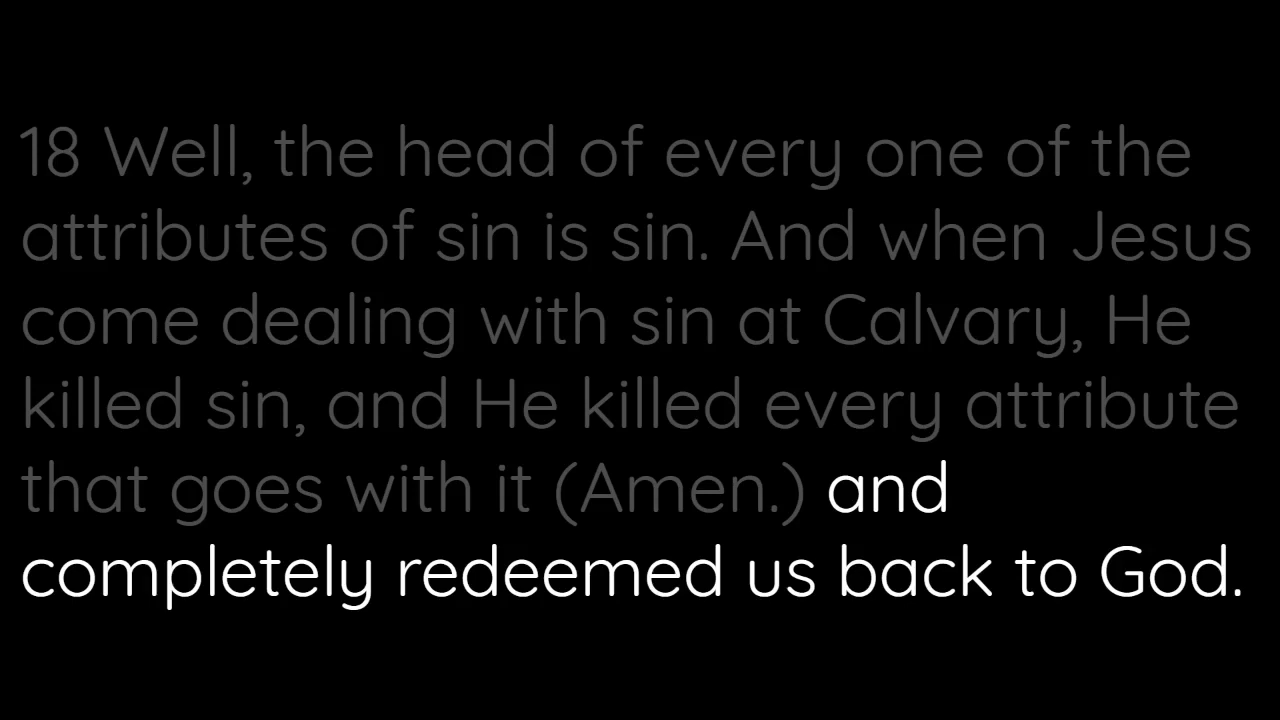 18 Well, the head of every one of the
attributes of sin is sin. And when Jesus
come dealing with sin at Calvary, He
killed sin, and He killed every attribute
that goes with it (Amen.) and
completely redeemed us back to God.